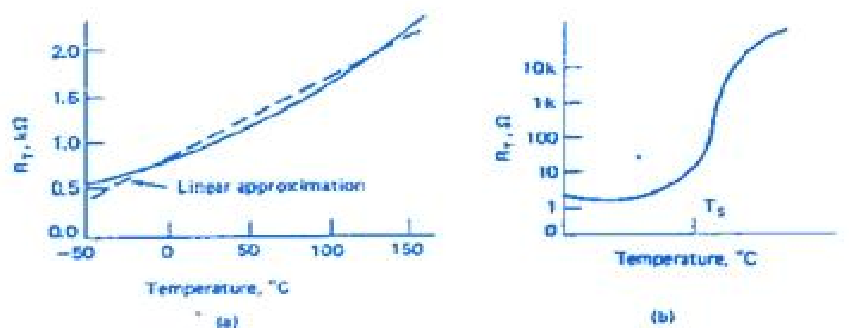 R_T, kΩ
2.0
1.5
1.0
0.5
0.0
-50 0 50 100 150
Linear approximation
Temperature, °C
(a)
R_T, Ω
10k
1k
100
10
1
0
T_s
Temperature, °C
(b)